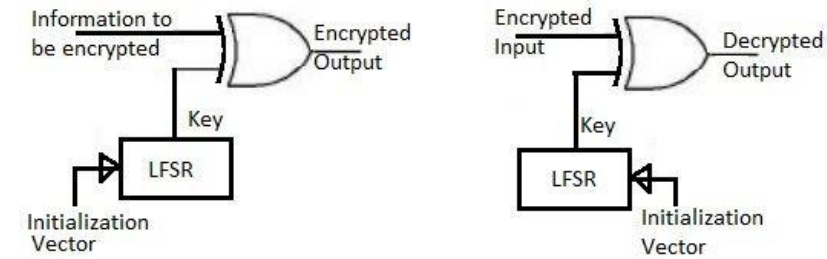 Information to
be encrypted
Encrypted
Output
Key
LFSR
Initialization
Vector
Encrypted
Input
Decrypted
Output
Key
LFSR
Initialization
Vector